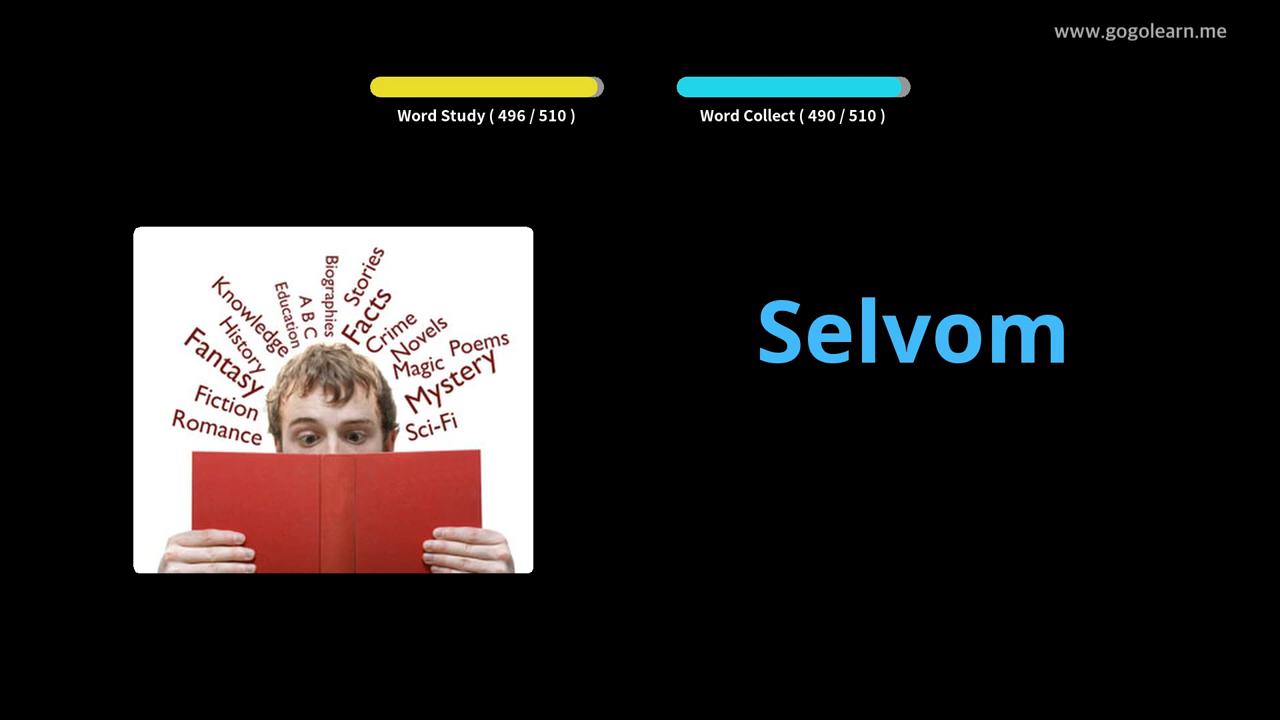 www.gogolearn.me
Word Study ( 496 / 510 )
Word Collect ( 490 / 510 )
Selvom
Romance
Fiction
Fantasy
History
Knowledge
Education
A B C
Biographies
Stories
Facts
Crime
Novels
Magic
Poems
Mystery
Sci-Fi